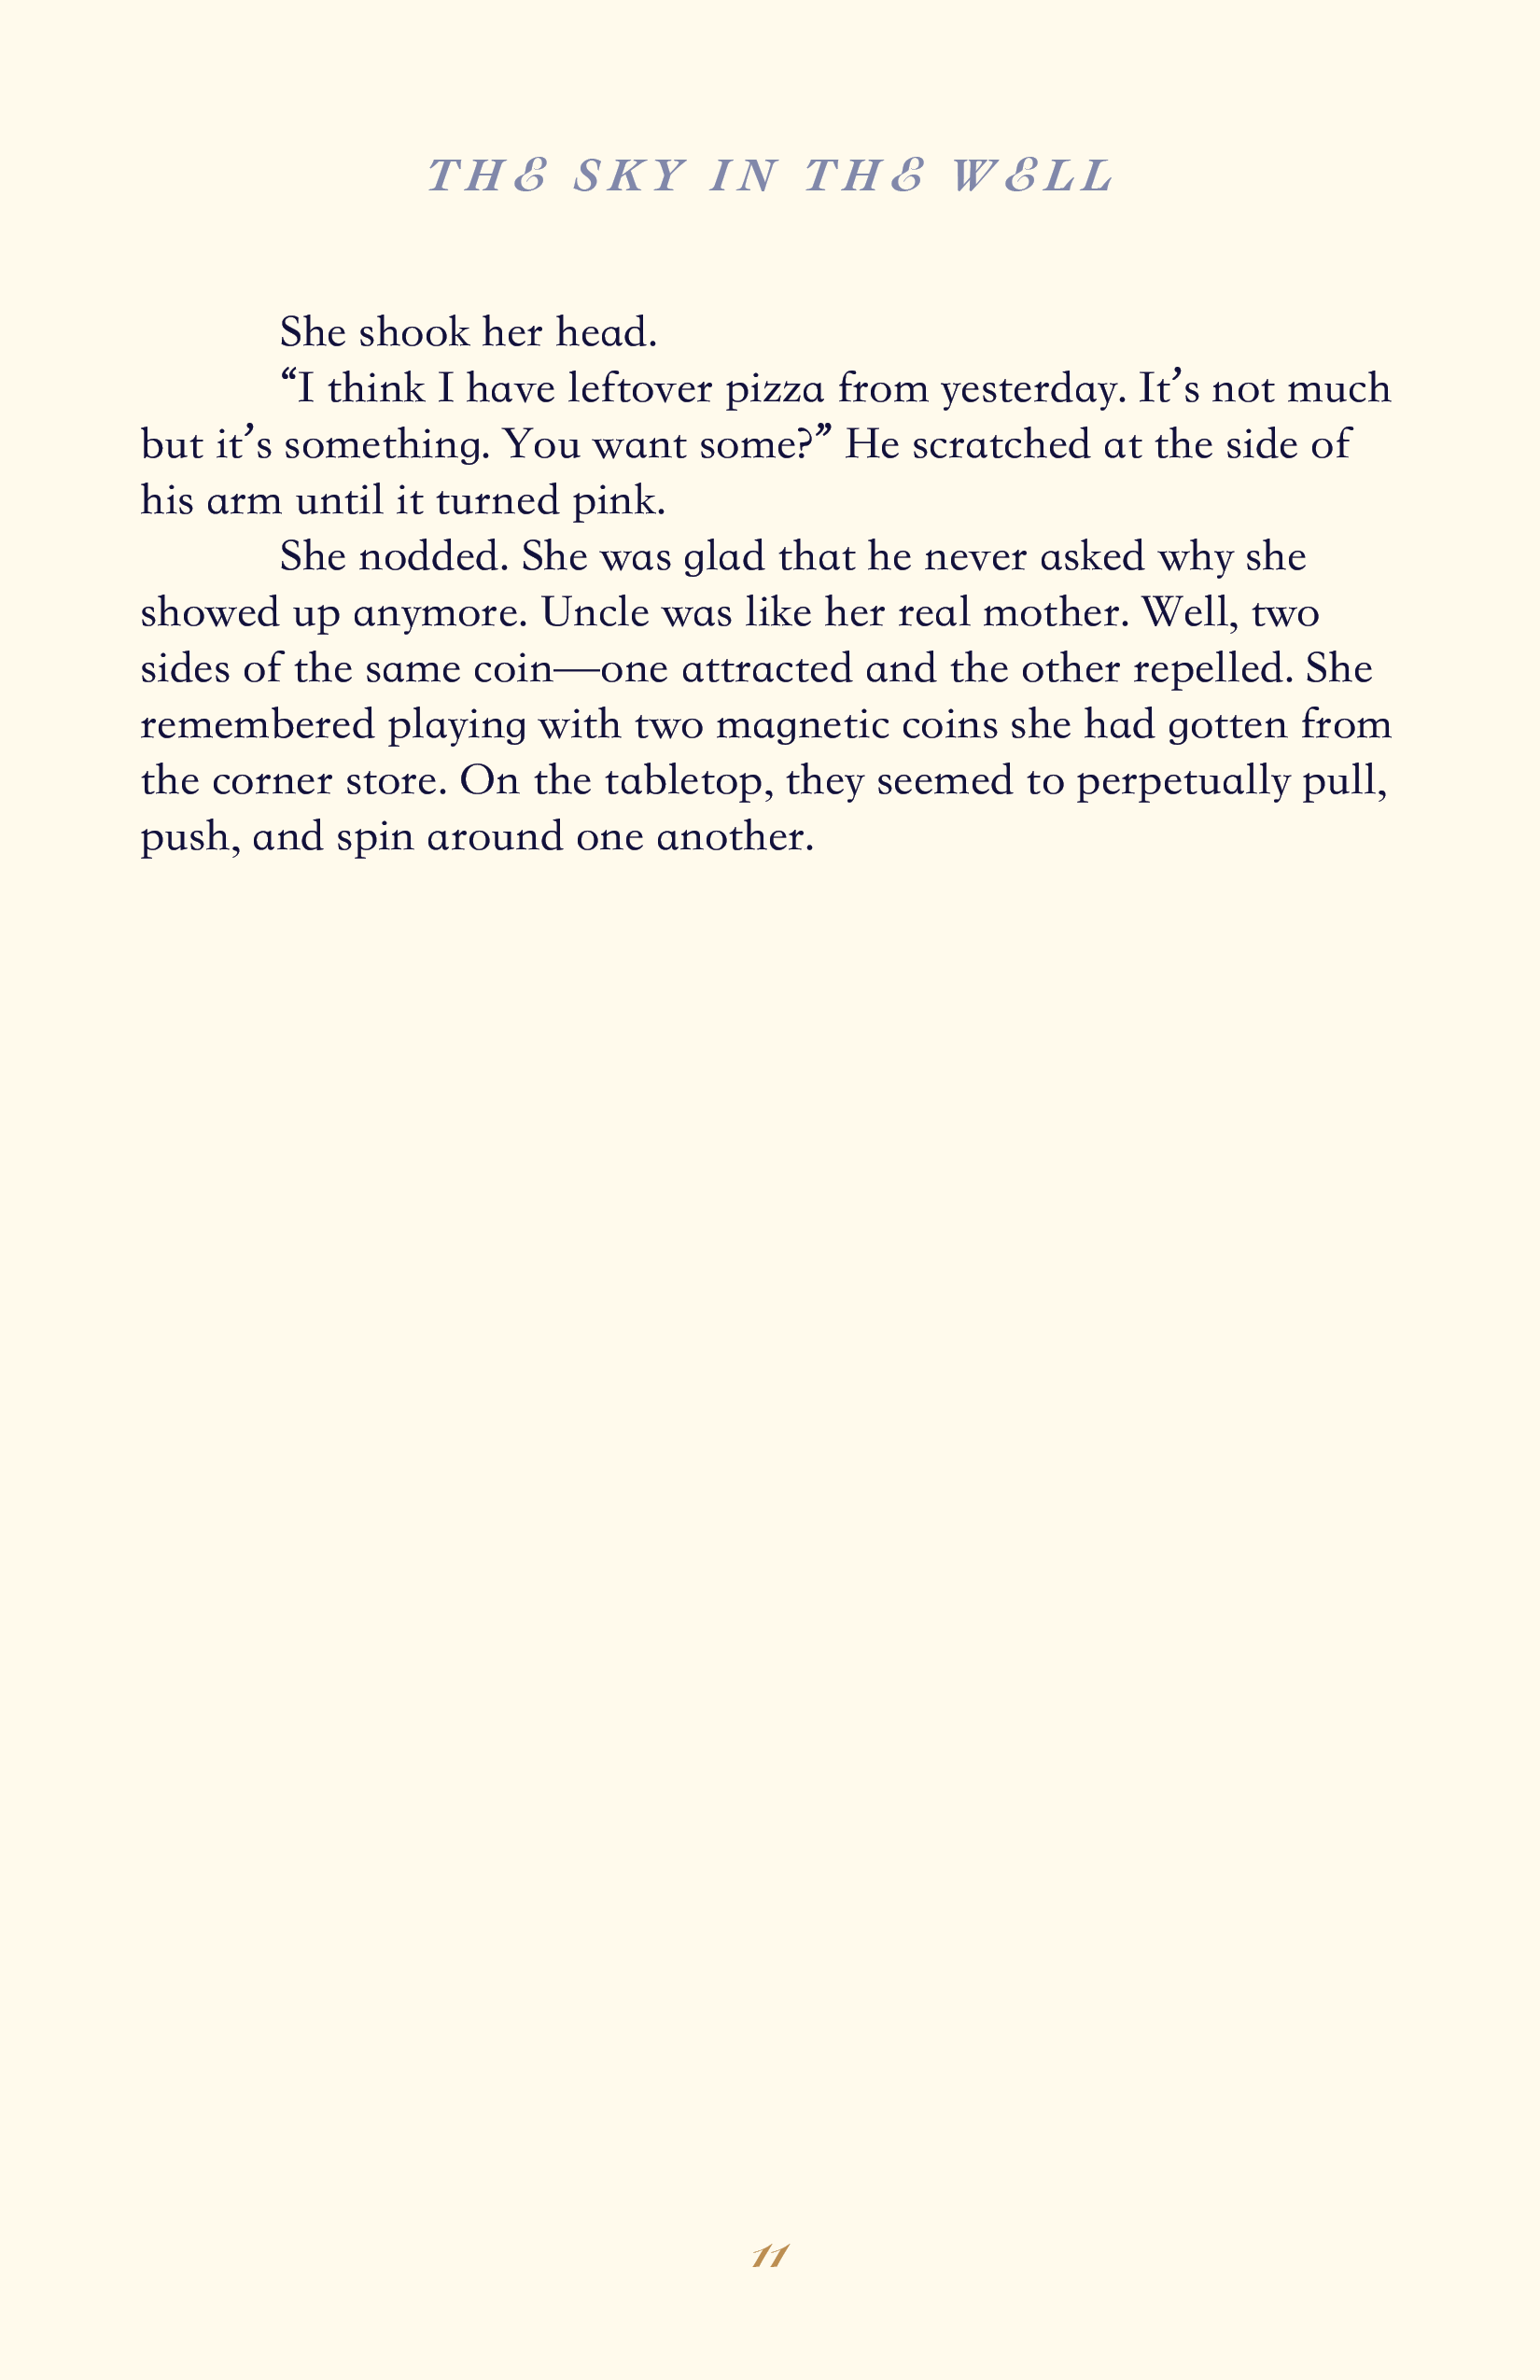 THE SKY IN THE WELL
She shook her head.
“I think I have leftover pizza from yesterday. It’s not much
but it’s something. You want some?” He scratched at the side of
his arm until it turned pink.
She nodded. She was glad that he never asked why she
showed up anymore. Uncle was like her real mother. Well, two
sides of the same coin—one attracted and the other repelled. She
remembered playing with two magnetic coins she had gotten from
the corner store. On the tabletop, they seemed to perpetually pull,
push, and spin around one another.
11